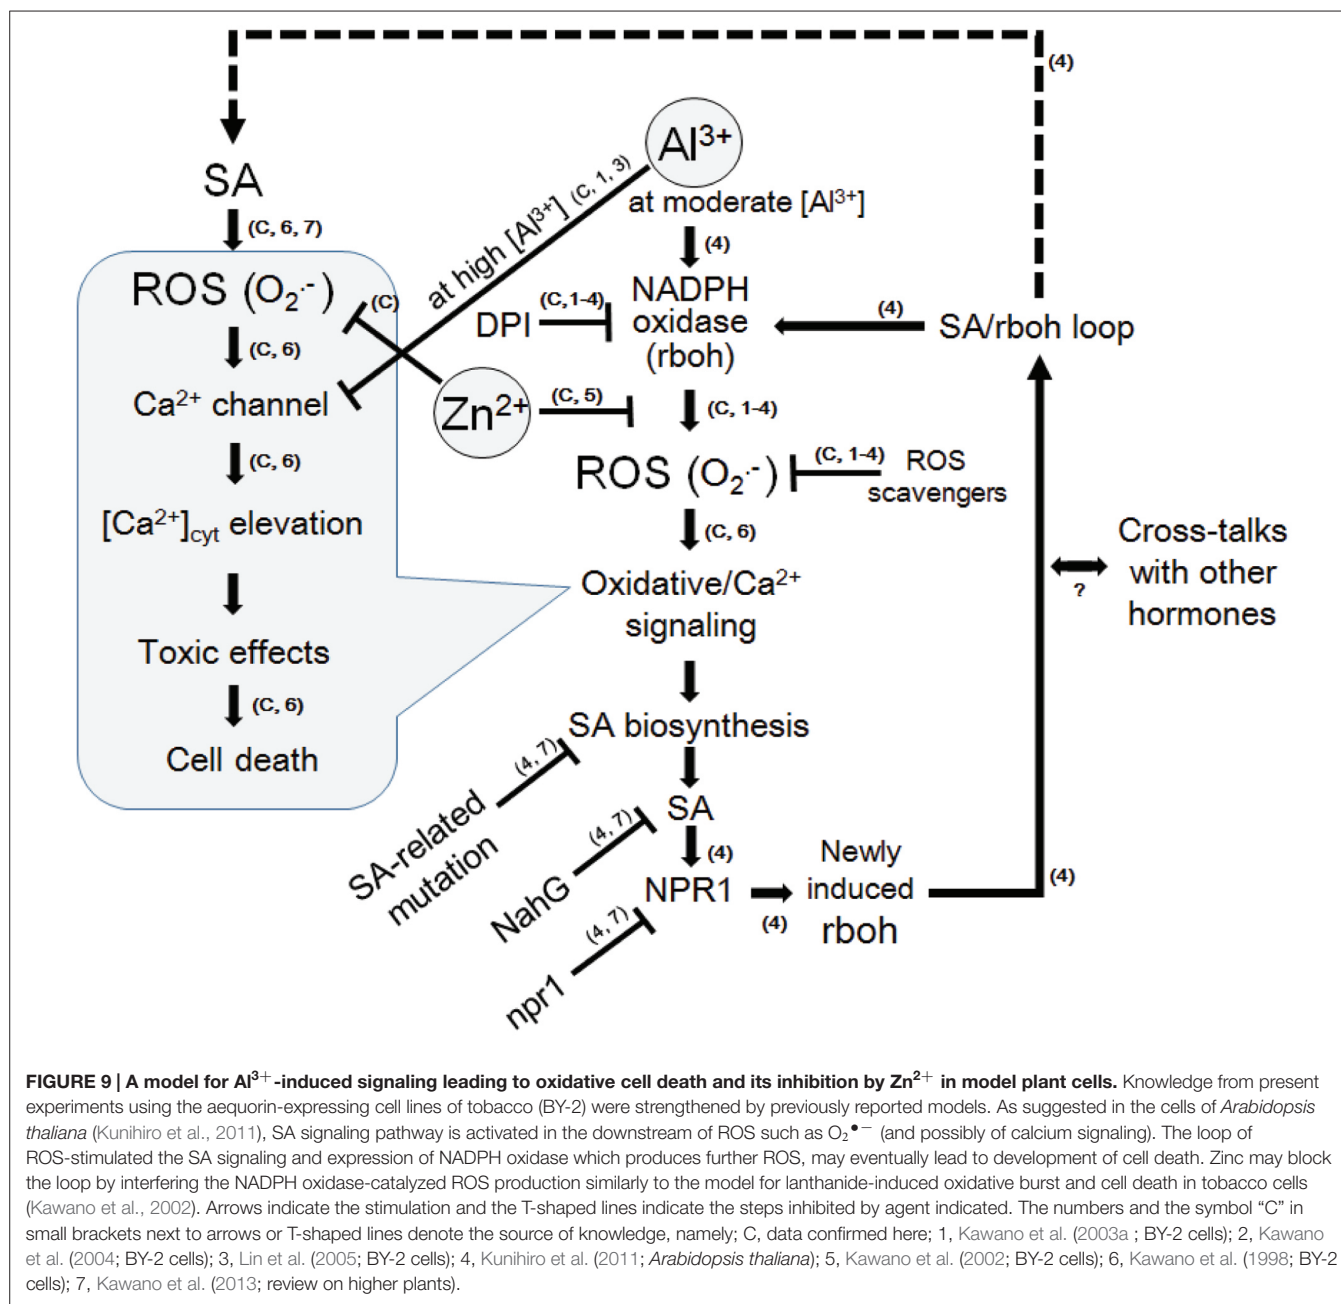 (4)
Al3+
SA
at moderate [Al3+]
(C, 6, 7)
at high [Al3+] (C, 1, 3)
(4)
ROS (O2·-)
(C)
NADPH
oxidase
(rboh)
DPI
(C,1-4)
(4)
SA/rboh loop
(C, 6)
Ca2+ channel
Zn2+
(C, 5)
(C, 1-4)
(C, 6)
ROS (O2·-)
(C, 1-4)
ROS
scavengers
[Ca2+]cyt elevation
(C, 6)
Cross-talks
with other
hormones
?
Oxidative/Ca2+
signaling
Toxic effects
(C, 6)
SA biosynthesis
Cell death
(4, 7)
SA-related
mutation
SA
(4, 7)
NahG
(4)
NPR1
(4)
Newly
induced
rboh
(4)
(4, 7)
npr1
FIGURE 9 | A model for Al3+-induced signaling leading to oxidative cell death and its inhibition by Zn2+ in model plant cells. Knowledge from present
experiments using the aequorin-expressing cell lines of tobacco (BY-2) were strengthened by previously reported models. As suggested in the cells of Arabidopsis
thaliana (Kunihiro et al., 2011), SA signaling pathway is activated in the downstream of ROS such as O2•− (and possibly of calcium signaling). The loop of
ROS-stimulated the SA signaling and expression of NADPH oxidase which produces further ROS, may eventually lead to development of cell death. Zinc may block
the loop by interfering the NADPH oxidase-catalyzed ROS production similarly to the model for lanthanide-induced oxidative burst and cell death in tobacco cells
(Kawano et al., 2002). Arrows indicate the stimulation and the T-shaped lines indicate the steps inhibited by agent indicated. The numbers and the symbol “C” in
small brackets next to arrows or T-shaped lines denote the source of knowledge, namely; C, data confirmed here; 1, Kawano et al. (2003a ; BY-2 cells); 2, Kawano
et al. (2004; BY-2 cells); 3, Lin et al. (2005; BY-2 cells); 4, Kunihiro et al. (2011; Arabidopsis thaliana); 5, Kawano et al. (2002; BY-2 cells); 6, Kawano et al. (1998; BY-2
cells); 7, Kawano et al. (2013; review on higher plants).